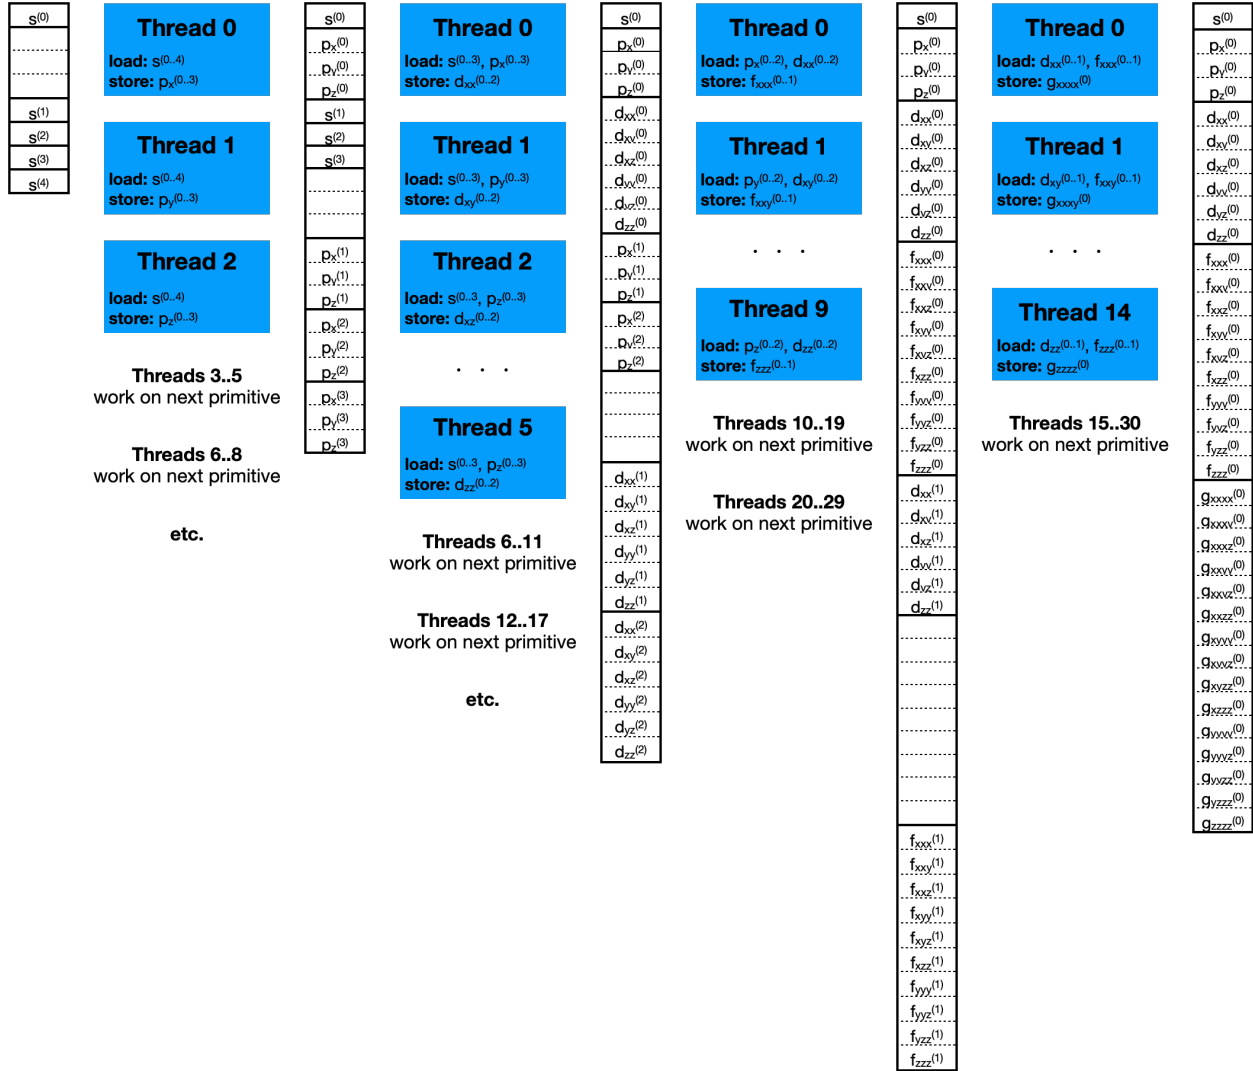 s(0)
s(1)
s(2)
s(3)
s(4)
Thread 0
load: s(0..4)
store: px(0..3)
Thread 1
load: s(0..4)
store: py(0..3)
Thread 2
load: s(0..4)
store: pz(0..3)
Threads 3..5
work on next primitive
Threads 6..8
work on next primitive
etc.
s(0)
px(0)
py(0)
pz(0)
s(1)
s(2)
s(3)
px(1)
py(1)
pz(1)
px(2)
py(2)
pz(2)
px(3)
py(3)
pz(3)
Thread 0
load: s(0..3), px(0..3)
store: dxx(0..2)
Thread 1
load: s(0..3), py(0..3)
store: dxy(0..2)
Thread 2
load: s(0..3, pz(0..3)
store: dxz(0..2)
. . .
Thread 5
load: s(0..3, pz(0..3)
store: dzz(0..2)
Threads 6..11
work on next primitive
Threads 12..17
work on next primitive
etc.
s(0)
px(0)
py(0)
pz(0)
dxx(0)
dxy(0)
dxz(0)
dyy(0)
dyz(0)
dzz(0)
px(1)
py(1)
pz(1)
px(2)
py(2)
pz(2)
dxx(1)
dxy(1)
dxz(1)
dyy(1)
dyz(1)
dzz(1)
dxx(2)
dxy(2)
dxz(2)
dyy(2)
dyz(2)
dzz(2)
Thread 0
load: px(0..2), dxx(0..2)
store: fxxx(0..1)
Thread 1
load: py(0..2), dxy(0..2)
store: fxxy(0..1)
. . .
Thread 9
load: pz(0..2), dzz(0..2)
store: fzzz(0..1)
Threads 10..19
work on next primitive
Threads 20..29
work on next primitive
s(0)
px(0)
py(0)
pz(0)
dxx(0)
dxy(0)
dxz(0)
dyy(0)
dyz(0)
dzz(0)
fxxx(0)
fxxy(0)
fxxz(0)
fxyy(0)
fxyz(0)
fxzz(0)
fyyy(0)
fyyz(0)
fyzz(0)
fzzz(0)
dxx(1)
dxy(1)
dxz(1)
dyy(1)
dyz(1)
dzz(1)
fxxx(1)
fxxy(1)
fxxz(1)
fxyy(1)
fxyz(1)
fxzz(1)
fyyy(1)
fyyz(1)
fyzz(1)
fzzz(1)
Thread 0
load: dxx(0..1), fxxx(0..1)
store: gxxxx(0)
Thread 1
load: dxy(0..1), fxxy(0..1)
store: gxxxy(0)
. . .
Thread 14
load: dzz(0..1), fzzz(0..1)
store: gzzzz(0)
Threads 15..30
work on next primitive
s(0)
px(0)
py(0)
pz(0)
dxx(0)
dxy(0)
dxz(0)
dyy(0)
dyz(0)
dzz(0)
fxxx(0)
fxxy(0)
fxxz(0)
fxyy(0)
fxyz(0)
fxzz(0)
fyyy(0)
fyyz(0)
fyzz(0)
fzzz(0)
gxxxx(0)
gxxxy(0)
gxxxz(0)
gxxyy(0)
gxxyz(0)
gxxzz(0)
gxyyy(0)
gxyyz(0)
gxyzz(0)
gxzzz(0)
gyyyy(0)
gyyyz(0)
gyyzz(0)
gyzzz(0)
gzzzz(0)